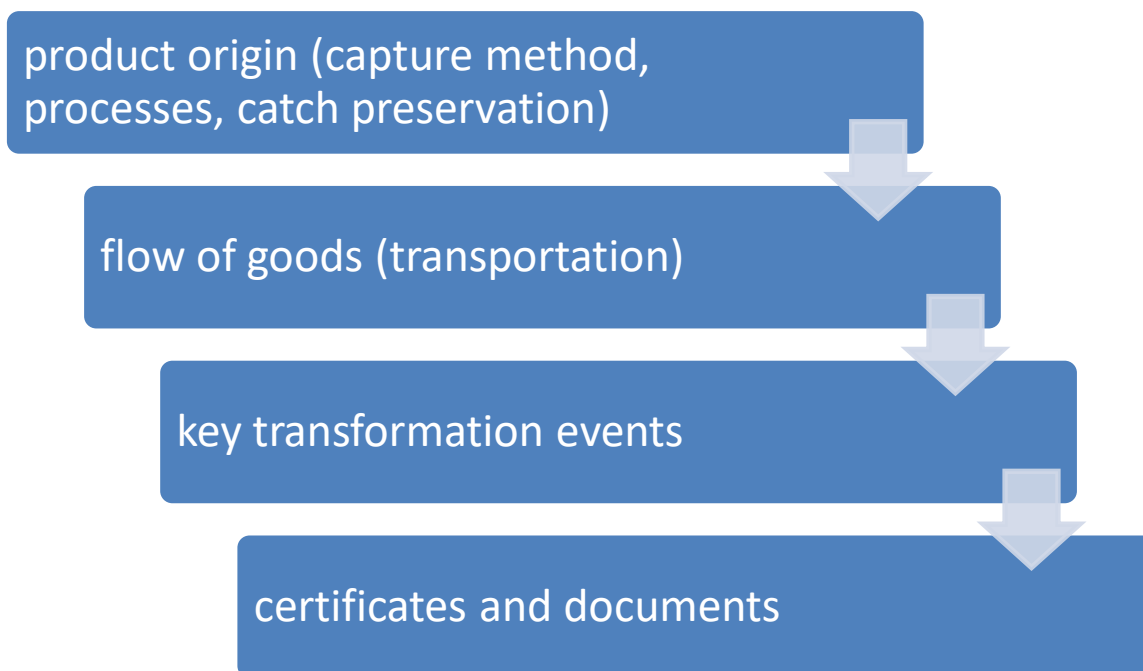 product origin (capture method,
processes, catch preservation)
flow of goods (transportation)
key transformation events
certificates and documents